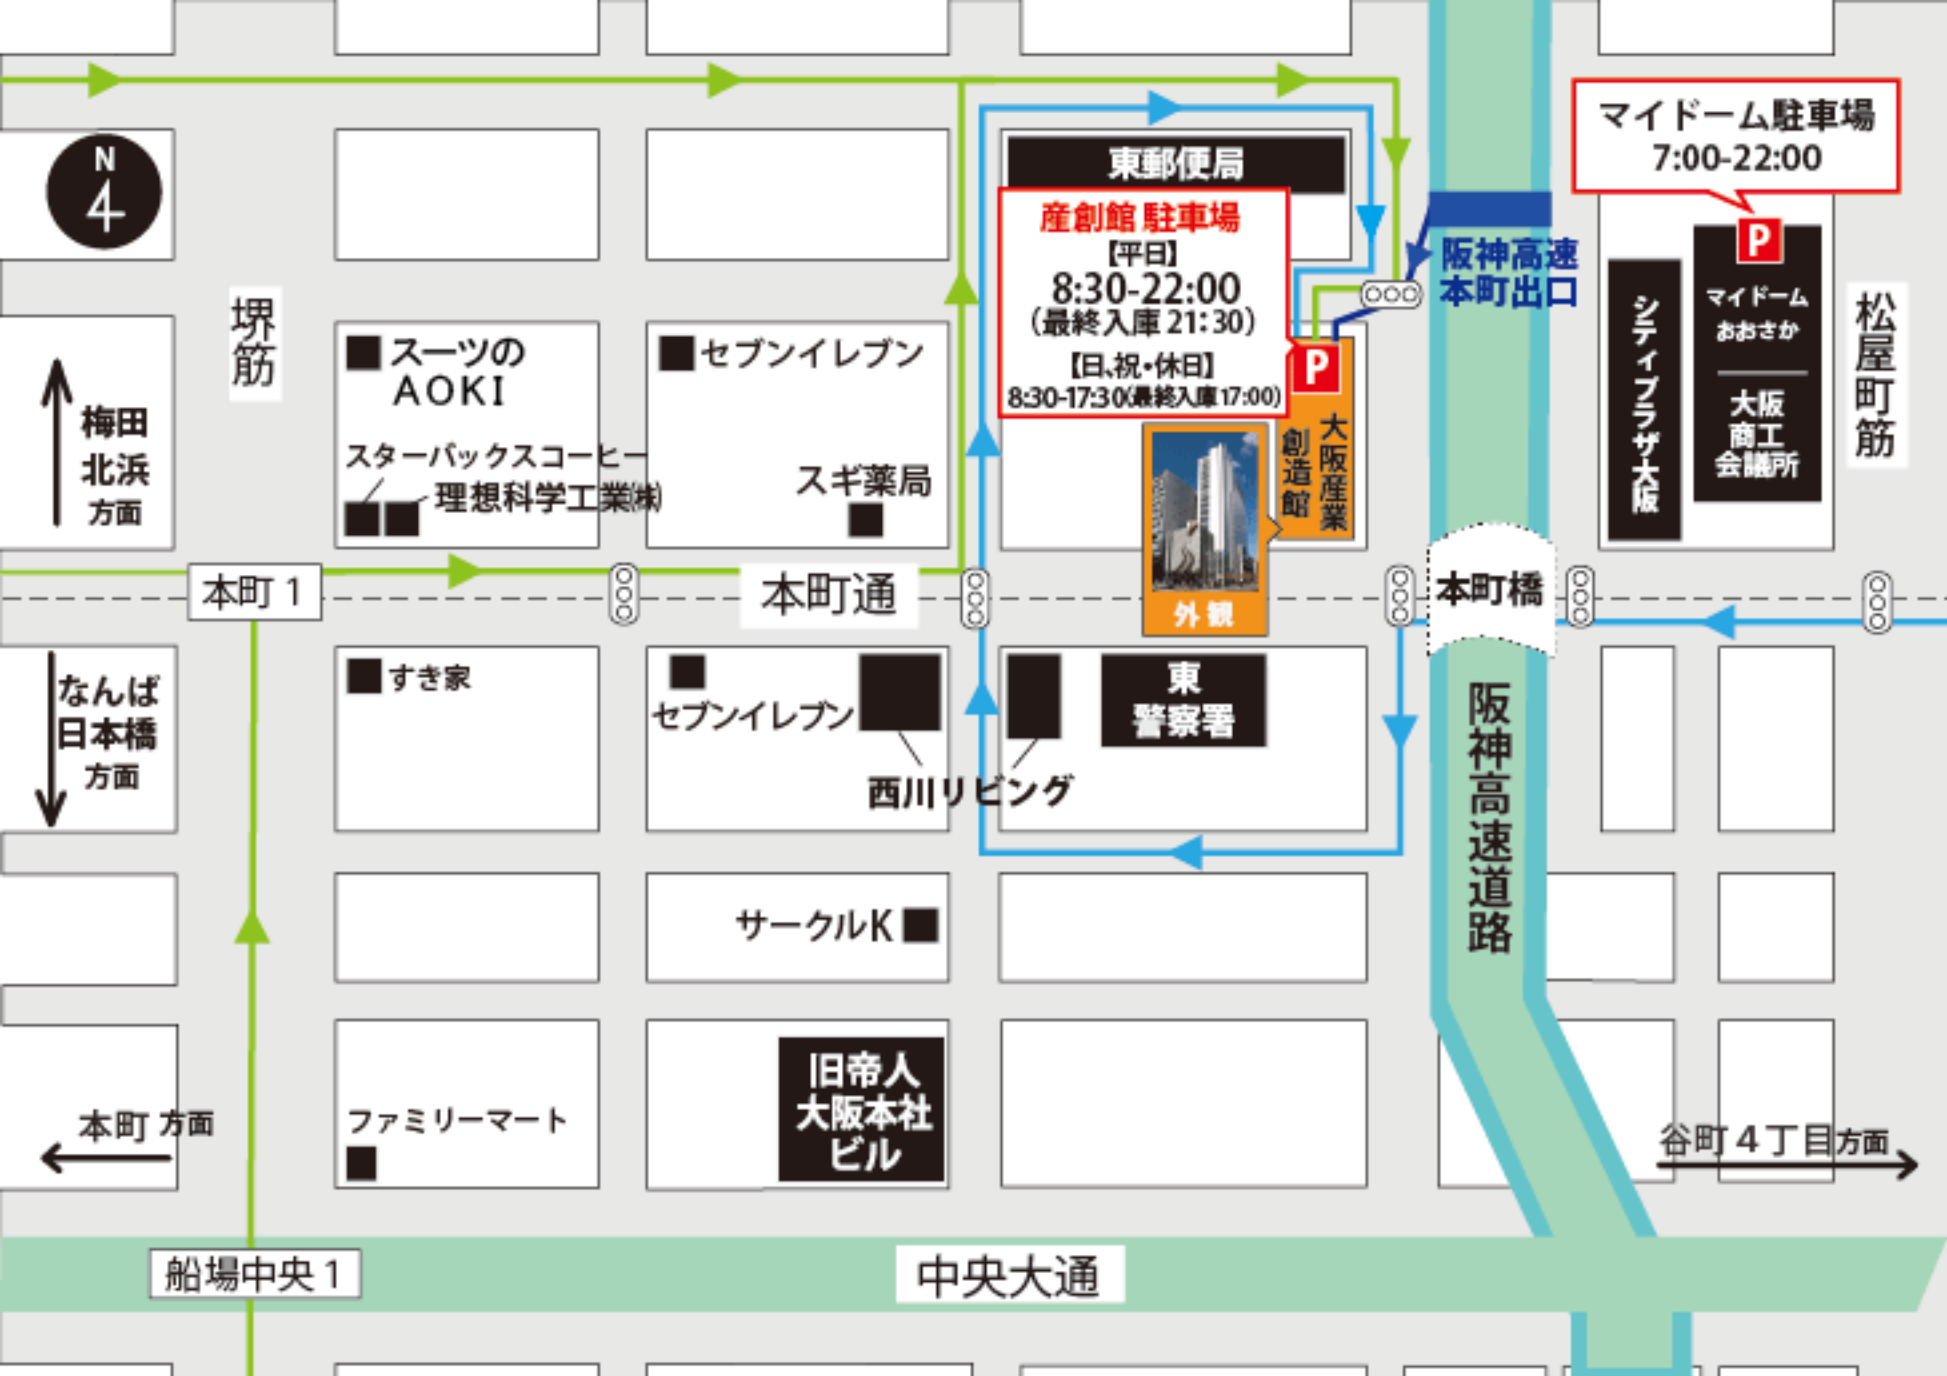 マイドーム駐車場
7:00-22:00
N
東郵便局
産創館 駐車場
【平日】
8:30-22:00
（最終入庫 21:30）
【日、祝・休日】
8:30-17:30(最終入庫17:00)
P
P
阪神高速
本町出口
マイドーム
おおさか
大阪
商工
会議所
シティプラザ大阪
松屋町筋
堺筋
スーツの
AOKI
セブンイレブン
梅田
北浜
方面
スターバックスコーヒー
理想科学工業㈱
スギ薬局
大阪産業
創造館
外観
本町 1
本町通
本町橋
なんば
日本橋
方面
すき家
セブンイレブン
西川リビング
東
警察署
阪神高速道路
サークルK
旧帝人
大阪本社
ビル
ファミリーマート
本町 方面
谷町４丁目方面
船場中央 1
中央大通